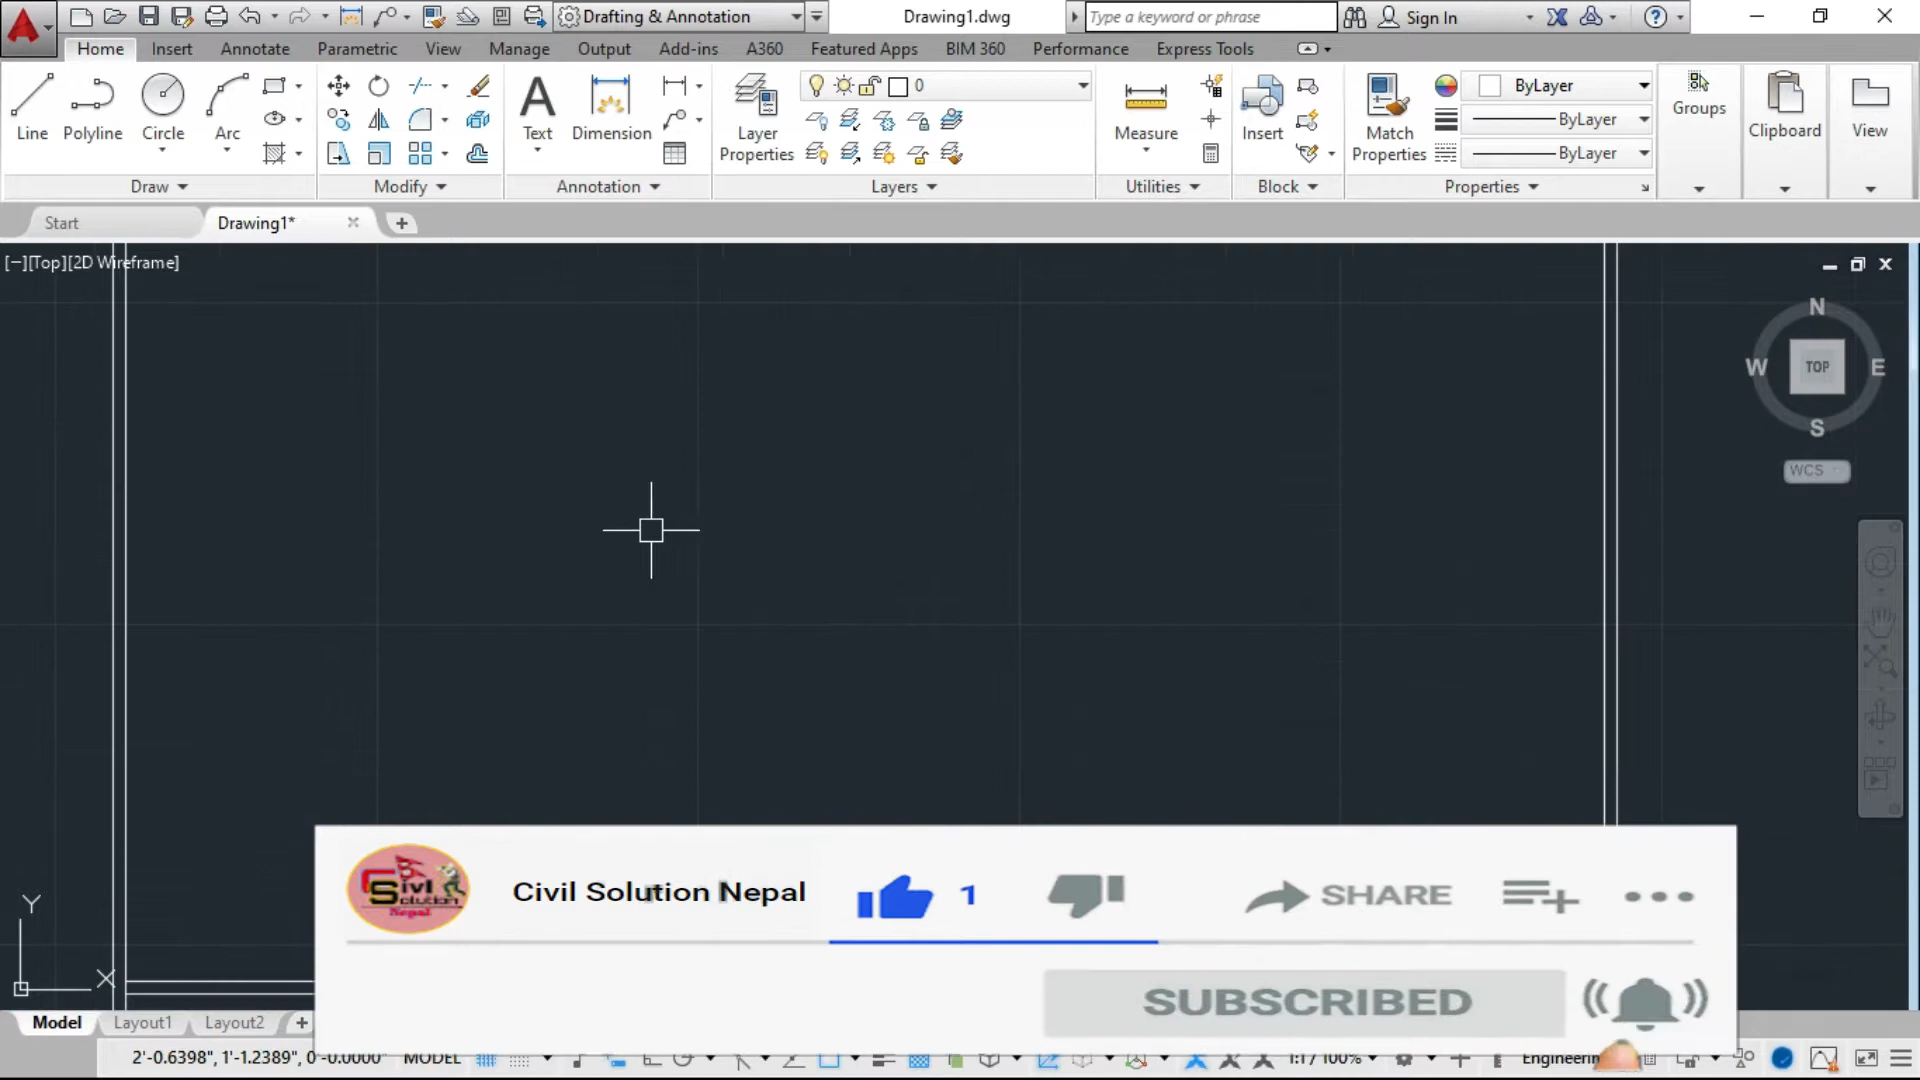 Drafting & Annotation
Drawing1.dwg
Type a keyword or phrase
Sign In
Home Insert Annotate Parametric View Manage Output Add-ins A360 Featured Apps BIM 360 Performance Express Tools
0
ByLayer
Line Polyline Circle Arc
Text Dimension
Layer Properties
Measure
Insert
Match Properties
ByLayer
ByLayer
Groups
Clipboard
View
Draw Modify Annotation Layers Utilities Block Properties
Start Drawing1*
[−][Top][2D Wireframe]
N
W TOP E
S
WCS
Civil Solution Nepal 1 SHARE
Civil Solution Nepal
SUBSCRIBED
Y
X
Model Layout1 Layout2
2'-0.6398", 1'-1.2389", 0'-0.0000" MODEL 1:1 / 100%